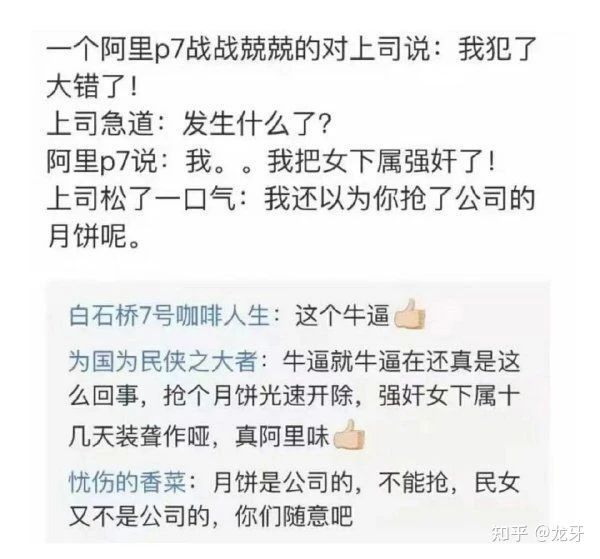 一个阿里p7战战兢兢的对上司说：我犯了
大错了！
上司急道：发生什么了？
阿里p7说：我。。我把女下属强奸了！
上司松了一口气：我还以为你抢了公司的
月饼呢。
白石桥7号咖啡人生：这个牛逼👍
为国为民侠之大者：牛逼就牛逼在还真是这
么回事，抢个月饼光速开除，强奸女下属十
几天装聋作哑，真阿里味👍
忧伤的香菜：月饼是公司的，不能抢，民女
又不是公司的，你们随意吧
知乎 @龙牙